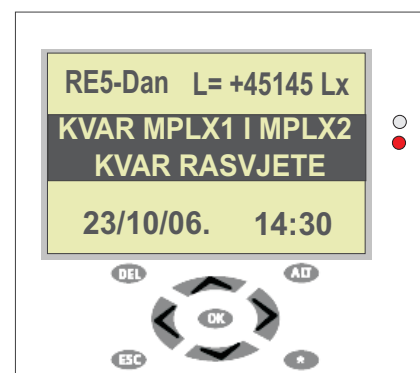 RE5-Dan L= +45145 Lx
KVAR MPLX1 I MPLX2
KVAR RASVJETE
23/10/06. 14:30
DEL ALT
OK
ESC *